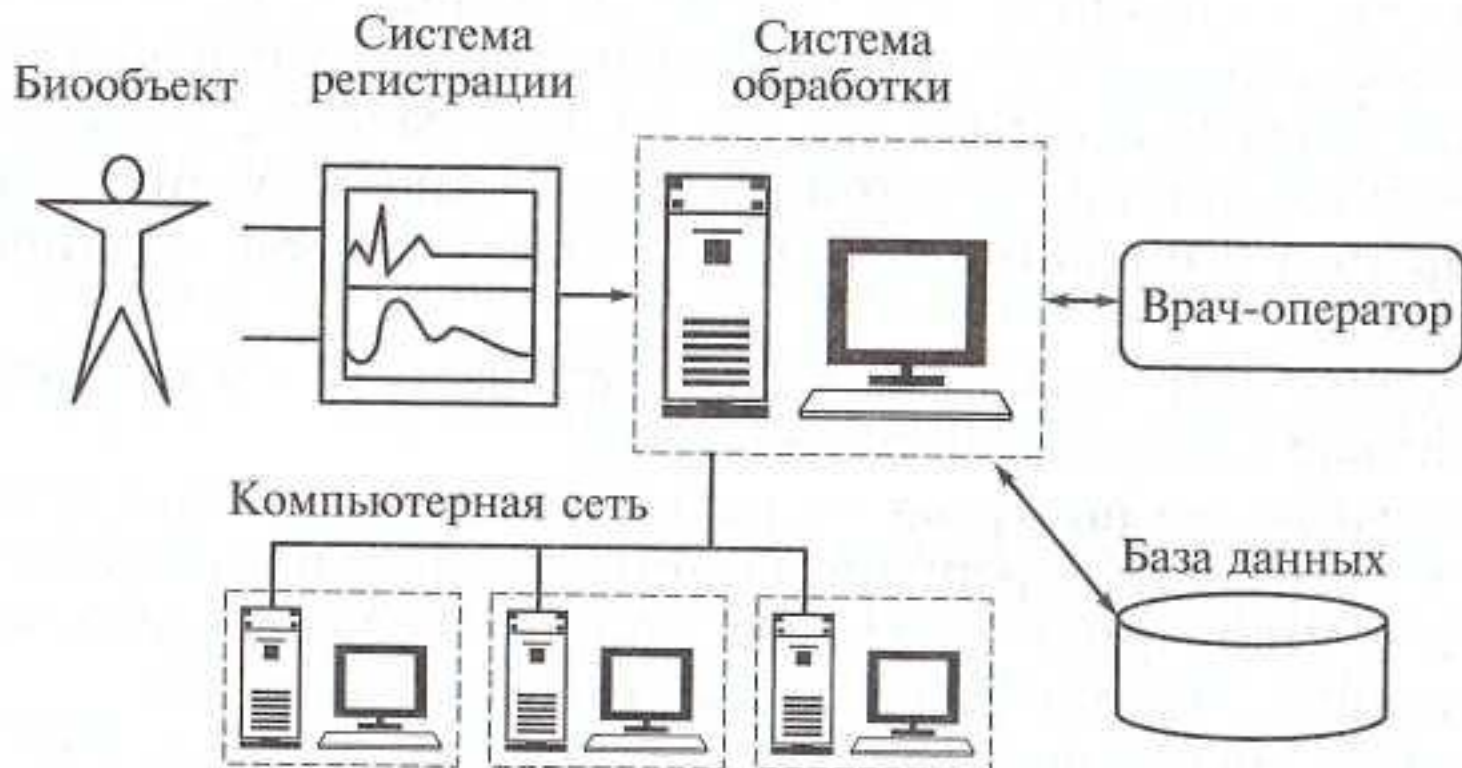 Биообъект
Система
регистрации
Система
обработки
Врач-оператор
Компьютерная сеть
База данных